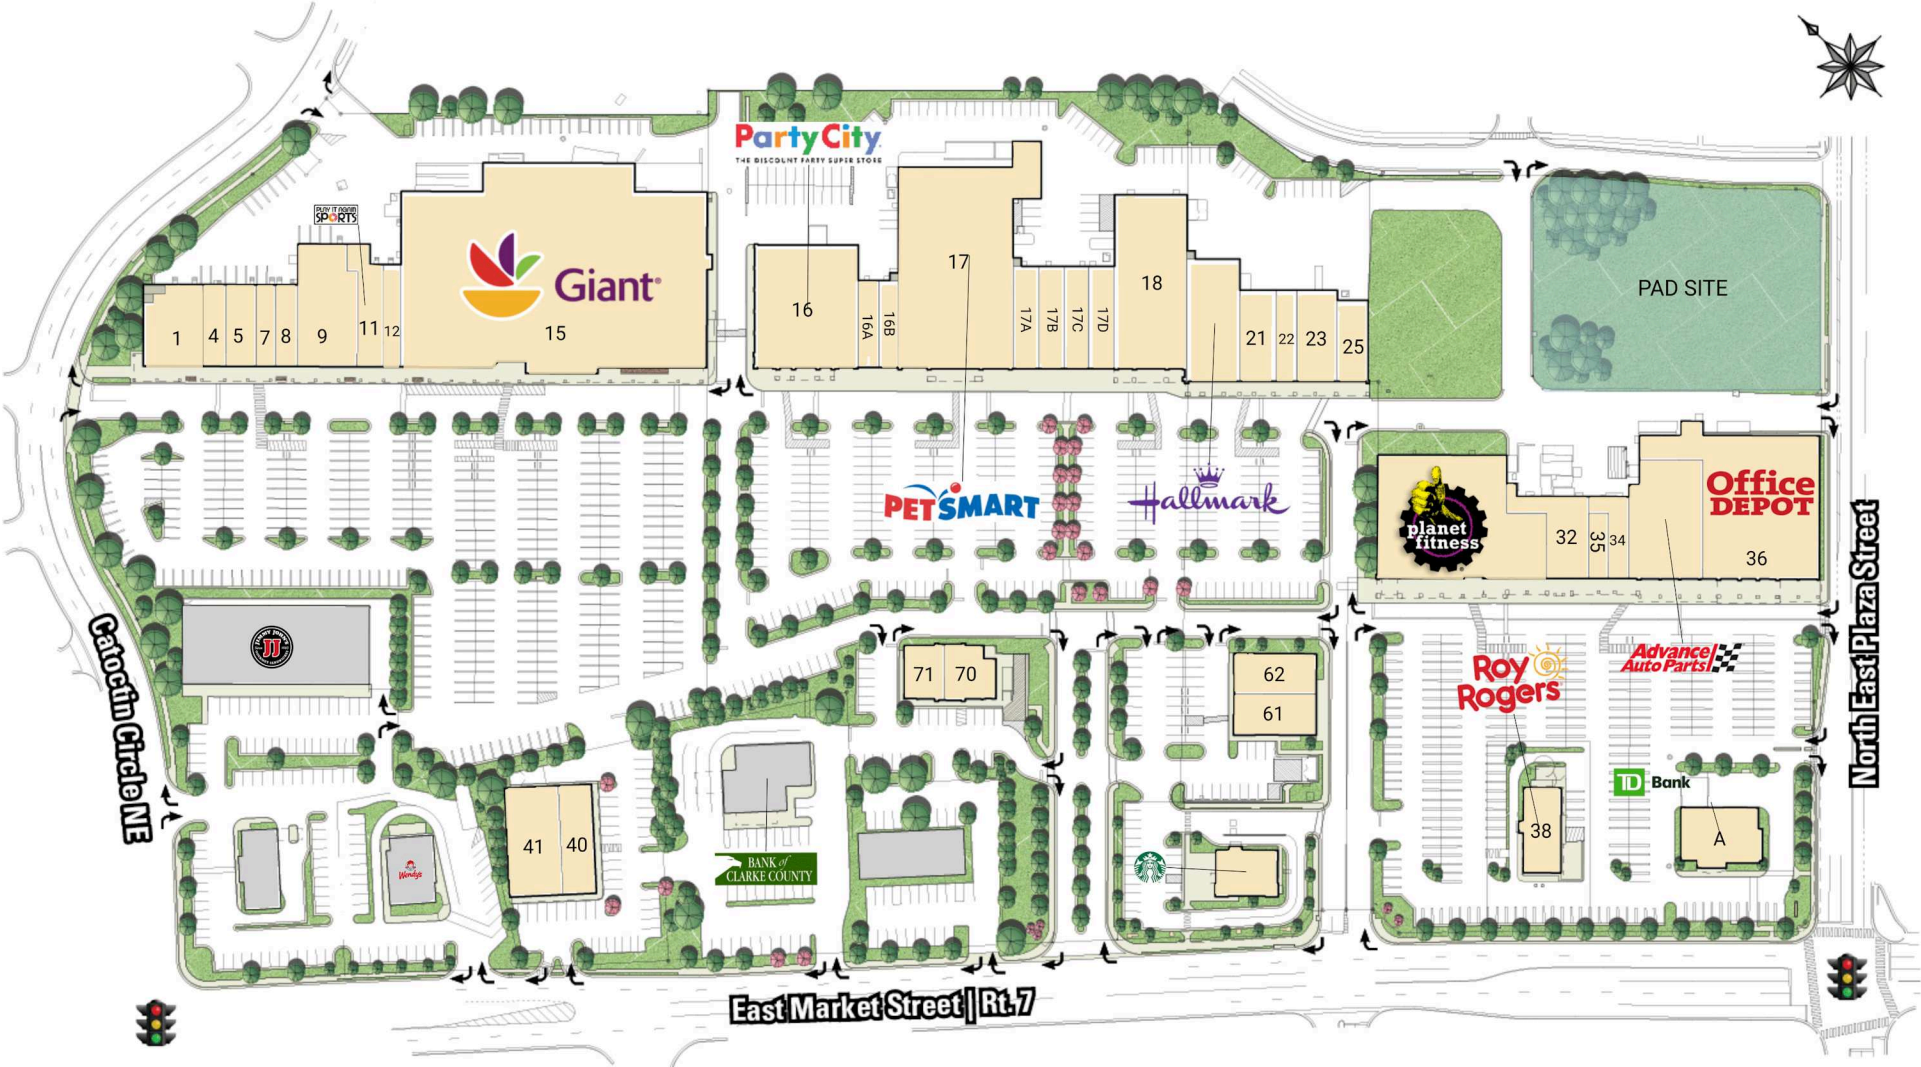 Party City
THE DISCOUNT PARTY SUPER STORE
PLAY IT AGAIN
SPORTS
Giant
PAD SITE
1
4
5
7
8
9
11
12
15
16
16A
16B
17
17A
17B
17C
17D
18
21
22
23
25
PETSMART
Hallmark
planet
fitness
32
35
34
Office
DEPOT
36
JIMMY JOHN'S
JJ
71
70
62
61
Roy
Rogers
Advance
Auto Parts
TD Bank
38
A
41
40
Wendy's
BANK of
CLARKE COUNTY
Catoctin Circle NE
North East Plaza Street
East Market Street | Rt. 7